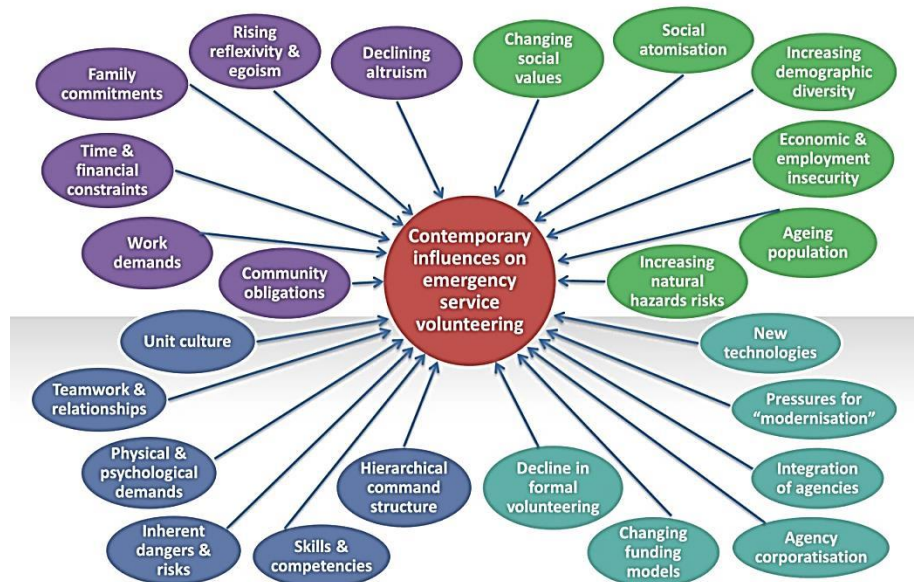 Rising
reflexivity &
egoism
Declining
altruism
Changing
social
values
Social
atomisation
Increasing
demographic
diversity
Family
commitments
Time &
financial
constraints
Economic &
employment
insecurity
Work
demands
Community
obligations
Contemporary
influences on
emergency
service
volunteering
Increasing
natural
hazards risks
Ageing
population
Unit culture
New
technologies
Teamwork &
relationships
Pressures for
“modernisation”
Physical &
psychological
demands
Hierarchical
command
structure
Decline in
formal
volunteering
Integration
of agencies
Inherent
dangers &
risks
Skills &
competencies
Changing
funding
models
Agency
corporatisation